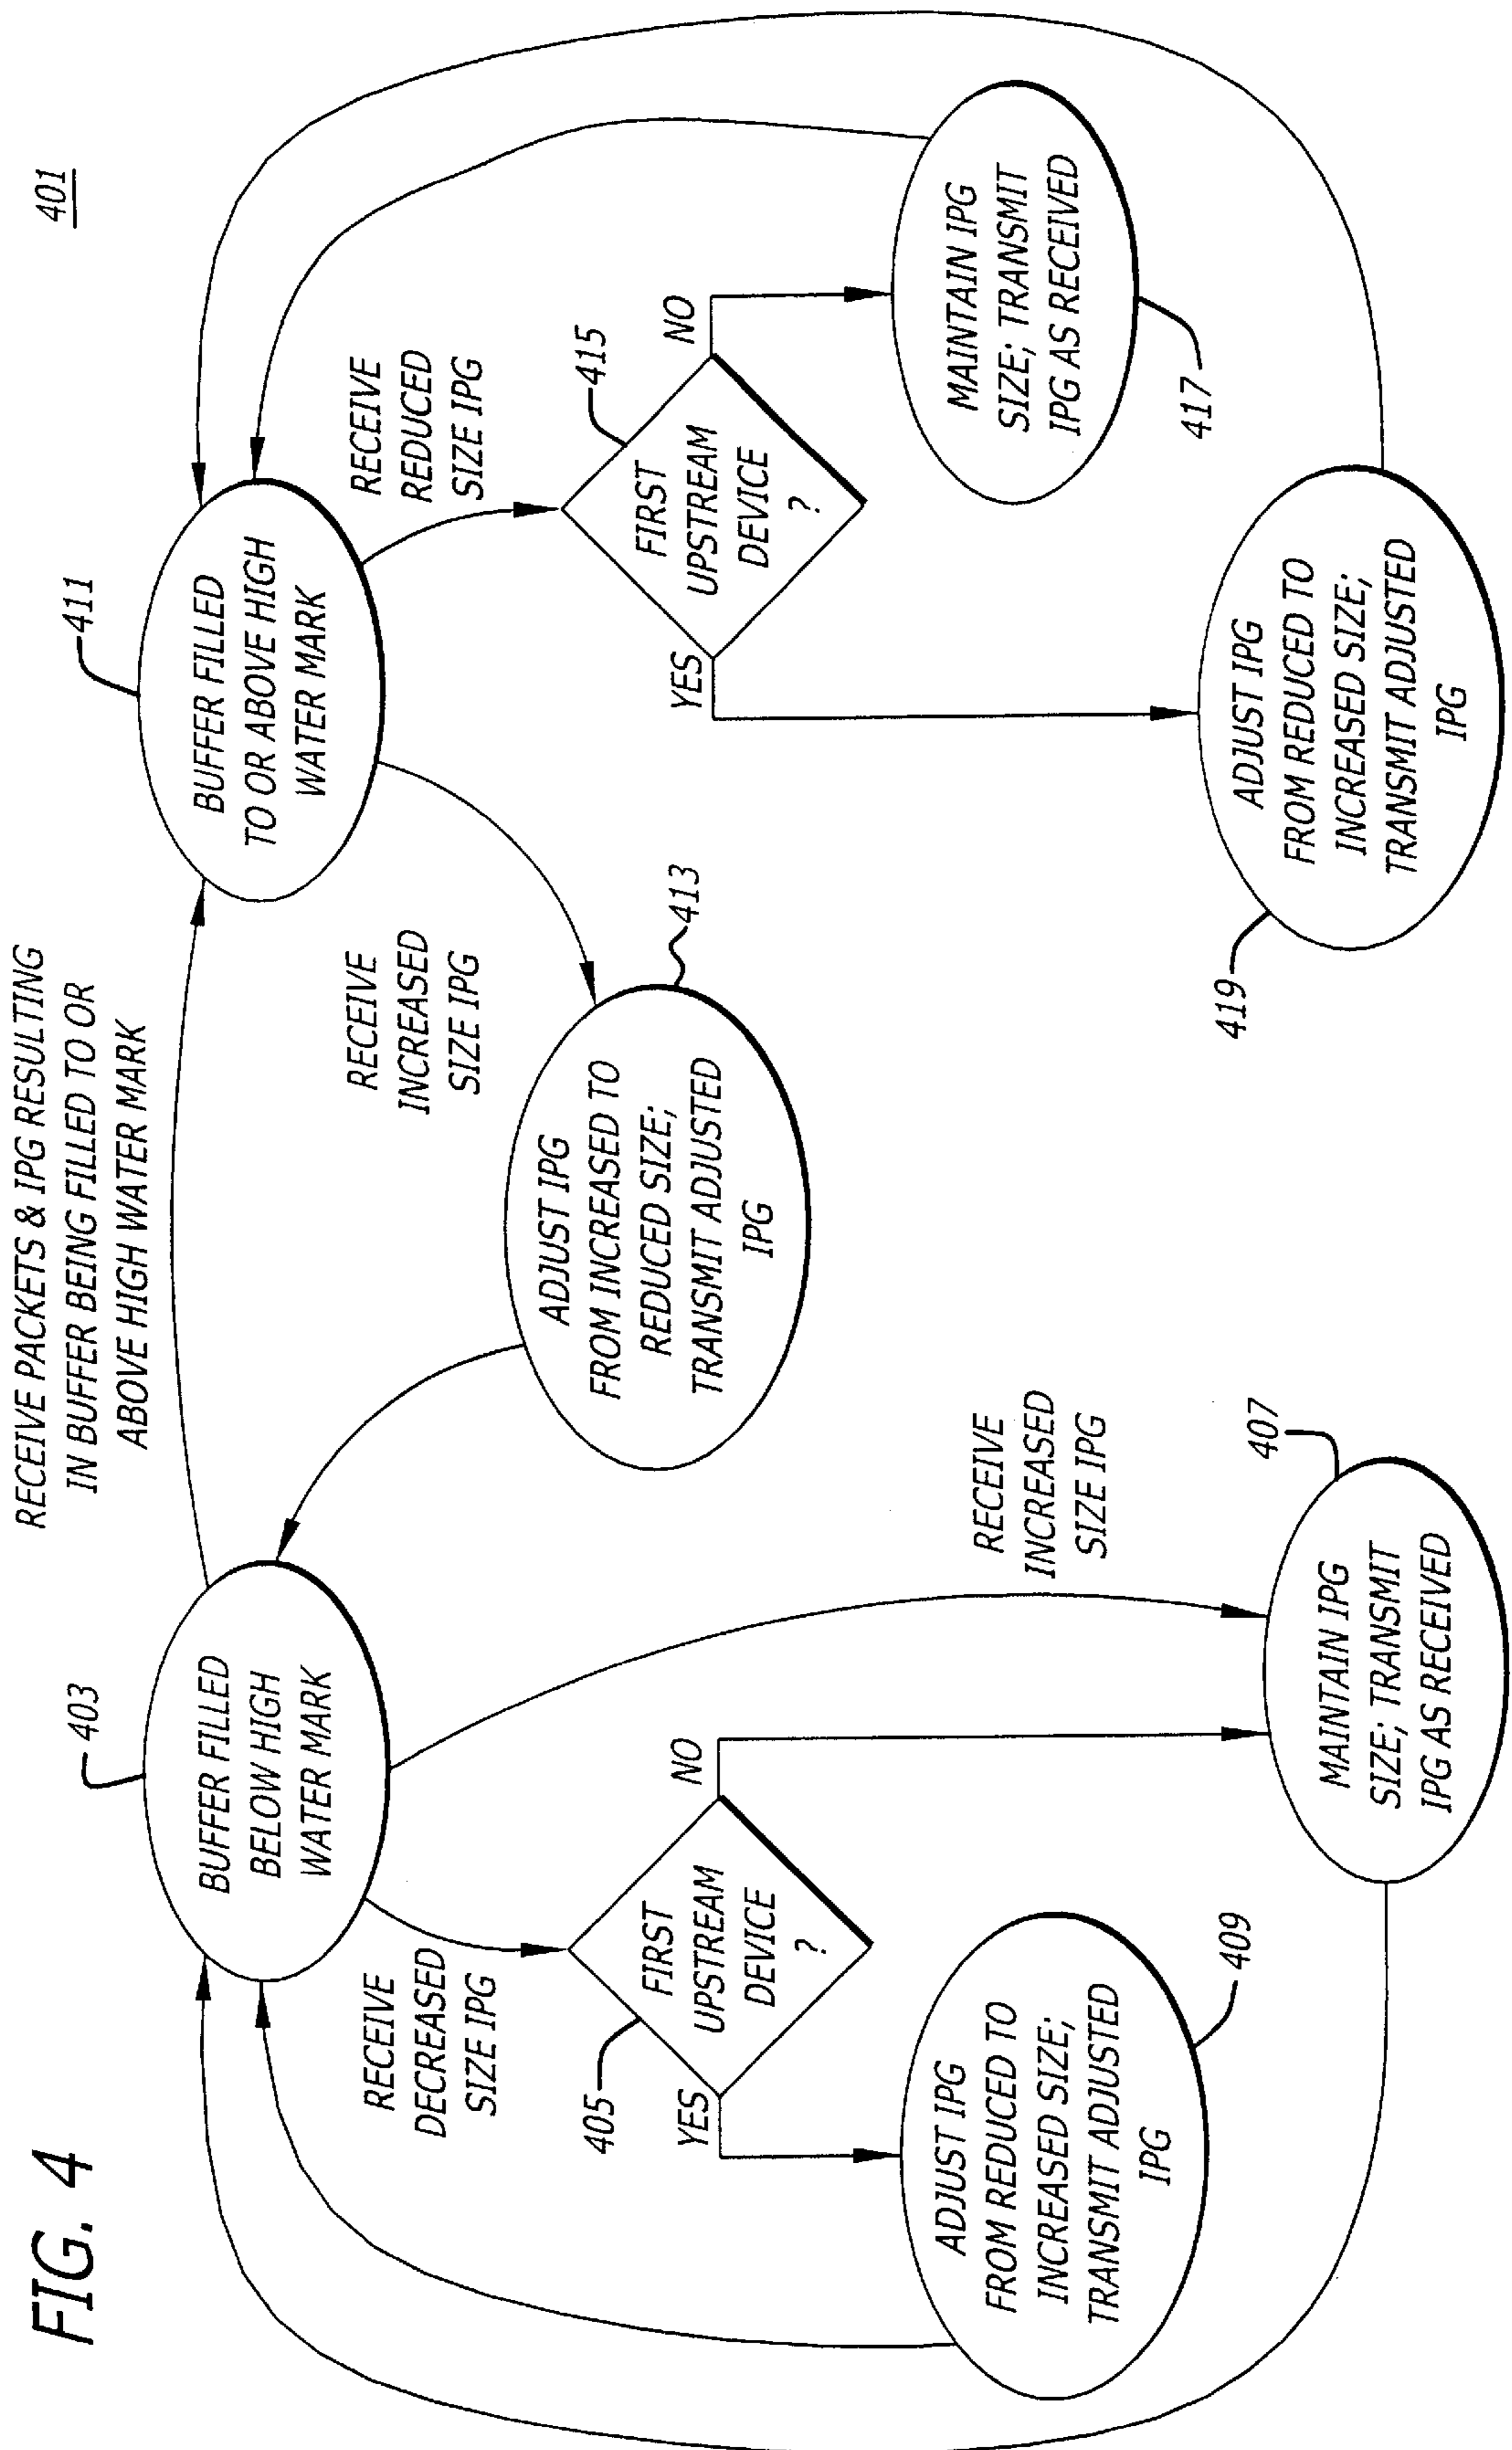 FIG. 4
401
RECEIVE PACKETS & IPG RESULTING
IN BUFFER BEING FILLED TO OR
ABOVE HIGH WATER MARK
403
BUFFER FILLED
BELOW HIGH
WATER MARK
411
BUFFER FILLED
TO OR ABOVE HIGH
WATER MARK
RECEIVE
DECREASED
SIZE IPG
405
FIRST
UPSTREAM
DEVICE
?
YES
NO
ADJUST IPG
FROM REDUCED TO
INCREASED SIZE;
TRANSMIT ADJUSTED
IPG
409
RECEIVE
INCREASED
SIZE IPG
407
MAINTAIN IPG
SIZE; TRANSMIT
IPG AS RECEIVED
RECEIVE
INCREASED
SIZE IPG
413
ADJUST IPG
FROM INCREASED TO
REDUCED SIZE;
TRANSMIT ADJUSTED
IPG
RECEIVE
REDUCED
SIZE IPG
415
FIRST
UPSTREAM
DEVICE
?
YES
NO
MAINTAIN IPG
SIZE; TRANSMIT
IPG AS RECEIVED
417
419
ADJUST IPG
FROM REDUCED TO
INCREASED SIZE;
TRANSMIT ADJUSTED
IPG